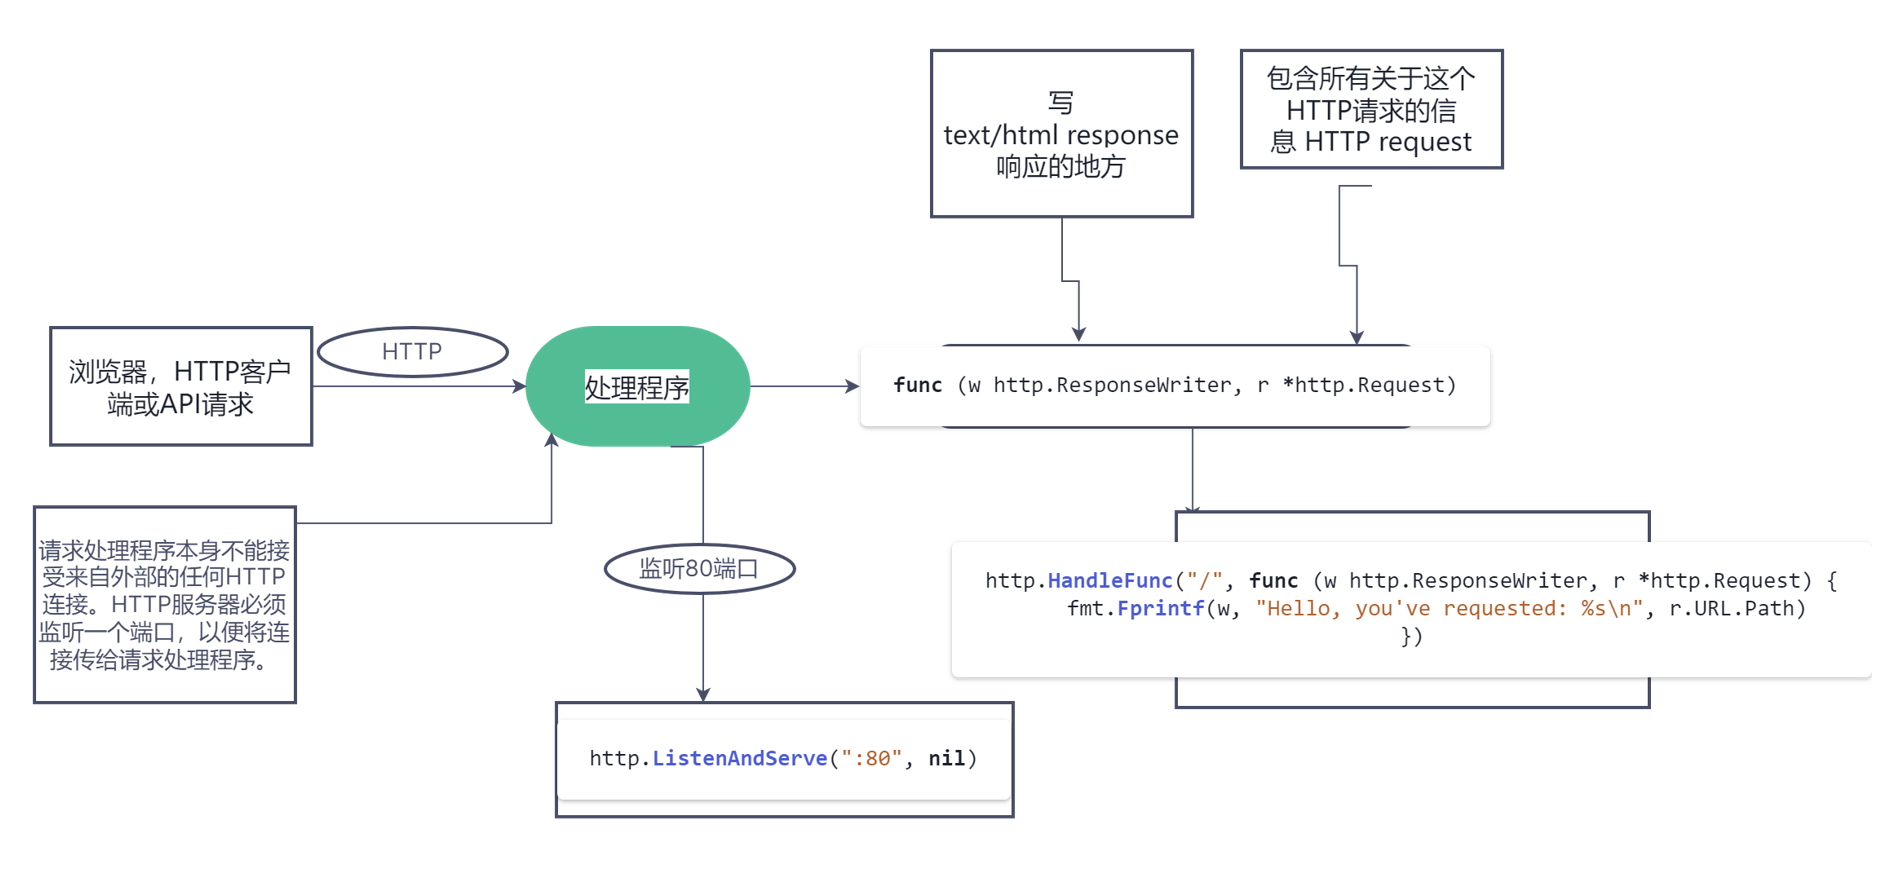 写
text/html response
响应的地方
包含所有关于这个
HTTP请求的信
息 HTTP request
浏览器，HTTP客户
端或API请求
HTTP
处理程序
func (w http.ResponseWriter, r *http.Request)
请求处理程序本身不能接
受来自外部的任何HTTP
连接。HTTP服务器必须
监听一个端口，以便将连
接传给请求处理程序。
监听80端口
http.HandleFunc("/", func (w http.ResponseWriter, r *http.Request) {
fmt.Fprintf(w, "Hello, you've requested: %s\n", r.URL.Path)
})
http.ListenAndServe(":80", nil)